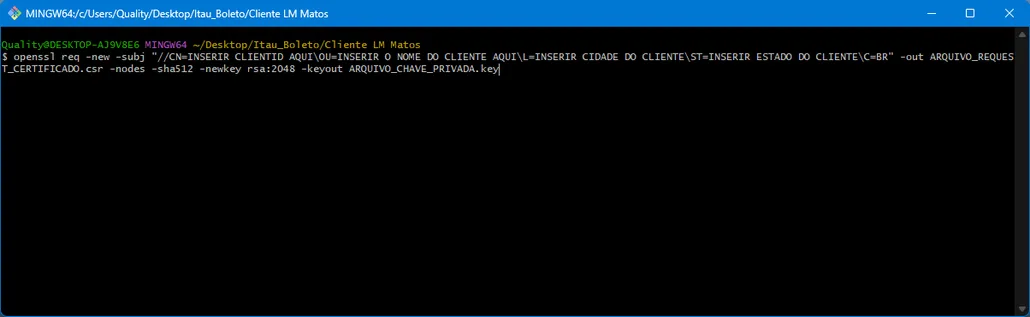 MINGW64:/c/Users/Quality/Desktop/Itau_Boleto/Cliente LM Matos
Quality@DESKTOP-AJ9V8E6 MINGW64 ~/Desktop/Itau_Boleto/Cliente LM Matos
$ openssl req -new -subj "//CN=INSERIR CLIENTID AQUI\OU=INSERIR O NOME DO CLIENTE AQUI\L=INSERIR CIDADE DO CLIENTE\ST=INSERIR ESTADO DO CLIENTE\C=BR" -out ARQUIVO_REQUES
T_CERTIFICADO.csr -nodes -sha512 -newkey rsa:2048 -keyout ARQUIVO_CHAVE_PRIVADA.key